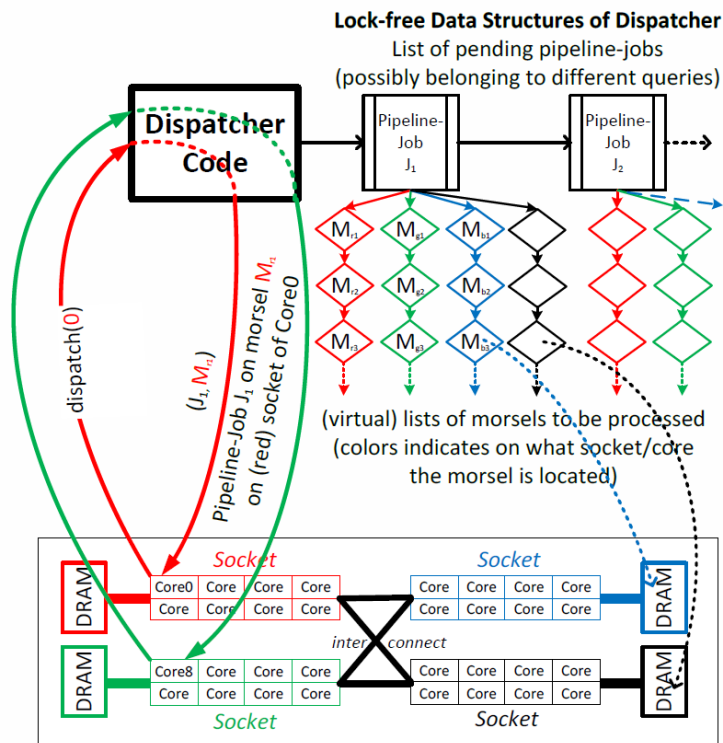 Lock-free Data Structures of Dispatcher
List of pending pipeline-jobs
(possibly belonging to different queries)
Dispatcher
Code
Pipeline-
Job
J1
Pipeline-
Job
J2
Mr1
Mg1
Mb1
Mr2
Mg2
Mb2
Mr3
Mg3
Mb3
dispatch(0)
(J1, Mr1)
Pipeline-Job J1 on morsel Mr1
on (red) socket of Core0
(virtual) lists of morsels to be processed
(colors indicates on what socket/core
the morsel is located)
Socket
Socket
DRAM
Core0 Core Core Core
Core Core Core Core
Core Core Core Core
Core Core Core Core
DRAM
inter connect
DRAM
Core8 Core Core Core
Core Core Core Core
Core Core Core Core
Core Core Core Core
DRAM
Socket
Socket